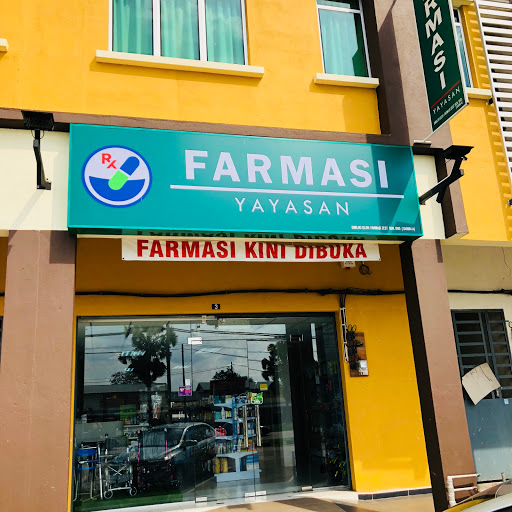 FARMASI
YAYASAN
RX
FARMASI KINI DIBUKA
3
FARMASI
YAYASAN